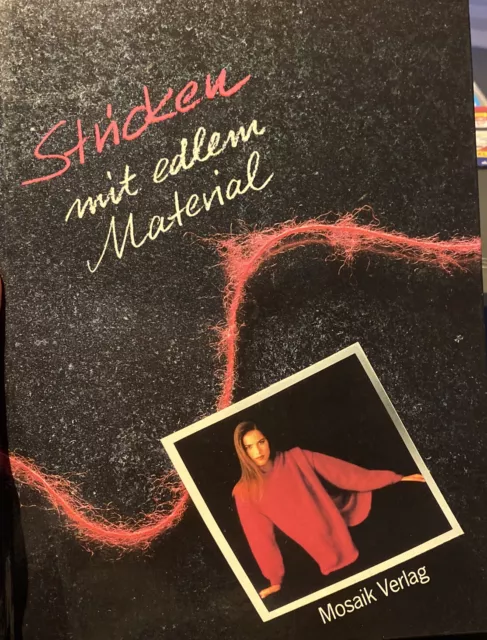 Stricken
mit edlem
Material
Mosaik Verlag